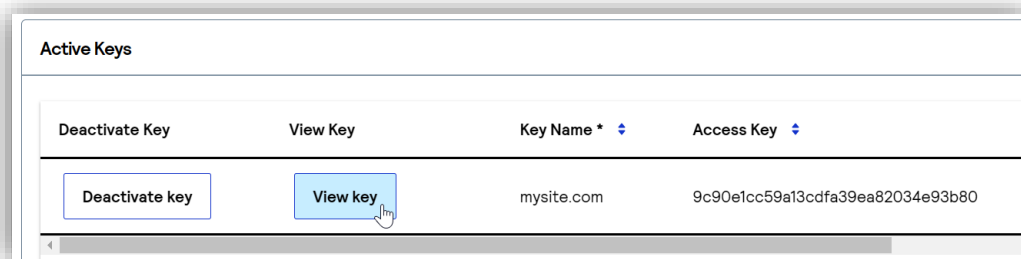 Active Keys
Deactivate Key View Key Key Name * Access Key
Deactivate key View key mysite.com 9c90e1cc59a13cdfa39ea82034e93b80